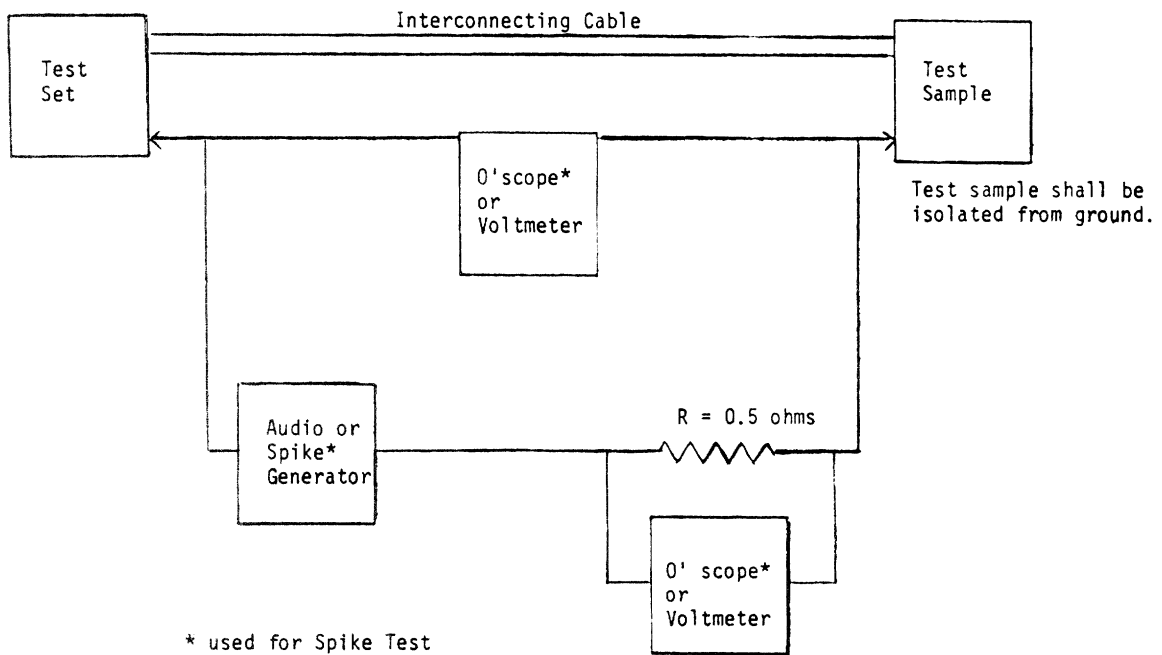 Interconnecting Cable
Test
Set
Test
Sample
O'scope*
or
Voltmeter
Test sample shall be
isolated from ground.
Audio or
Spike*
Generator
R = 0.5 ohms
O' scope*
or
Voltmeter
* used for Spike Test